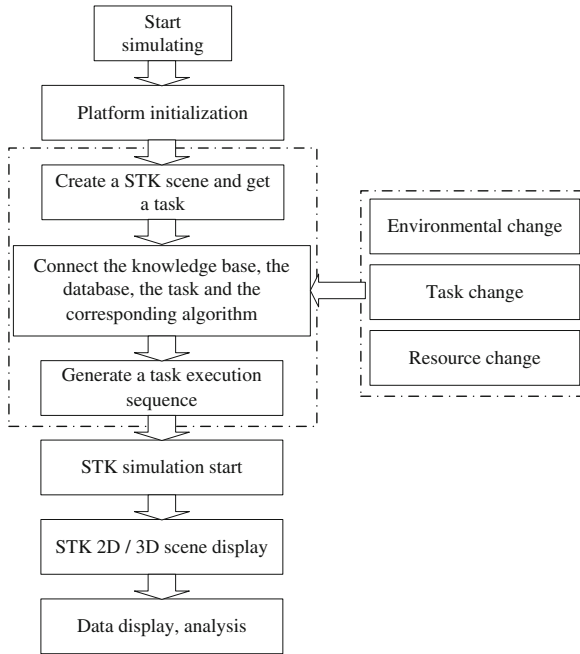 Start
simulating
Platform initialization
Create a STK scene and get
a task
Connect the knowledge base, the
database, the task and the
corresponding algorithm
Generate a task execution
sequence
STK simulation start
STK 2D / 3D scene display
Data display, analysis
Environmental change
Task change
Resource change